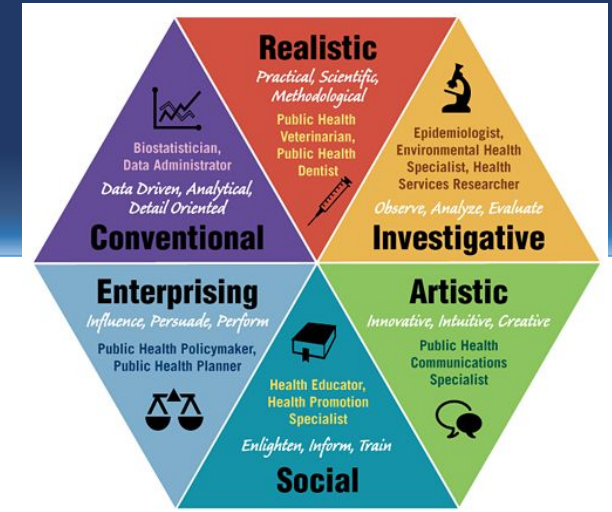 Realistic
Practical, Scientific,
Methodological
Public Health
Veterinarian,
Public Health
Dentist
Epidemiologist,
Environmental Health
Specialist, Health
Services Researcher
Observe, Analyze, Evaluate
Investigative
Artistic
Innovative, Intuitive, Creative
Public Health
Communications
Specialist
Health Educator,
Health Promotion
Specialist
Enlighten, Inform, Train
Social
Enterprising
Influence, Persuade, Perform
Public Health Policymaker,
Public Health Planner
Biostatistician,
Data Administrator
Data Driven, Analytical,
Detail Oriented
Conventional